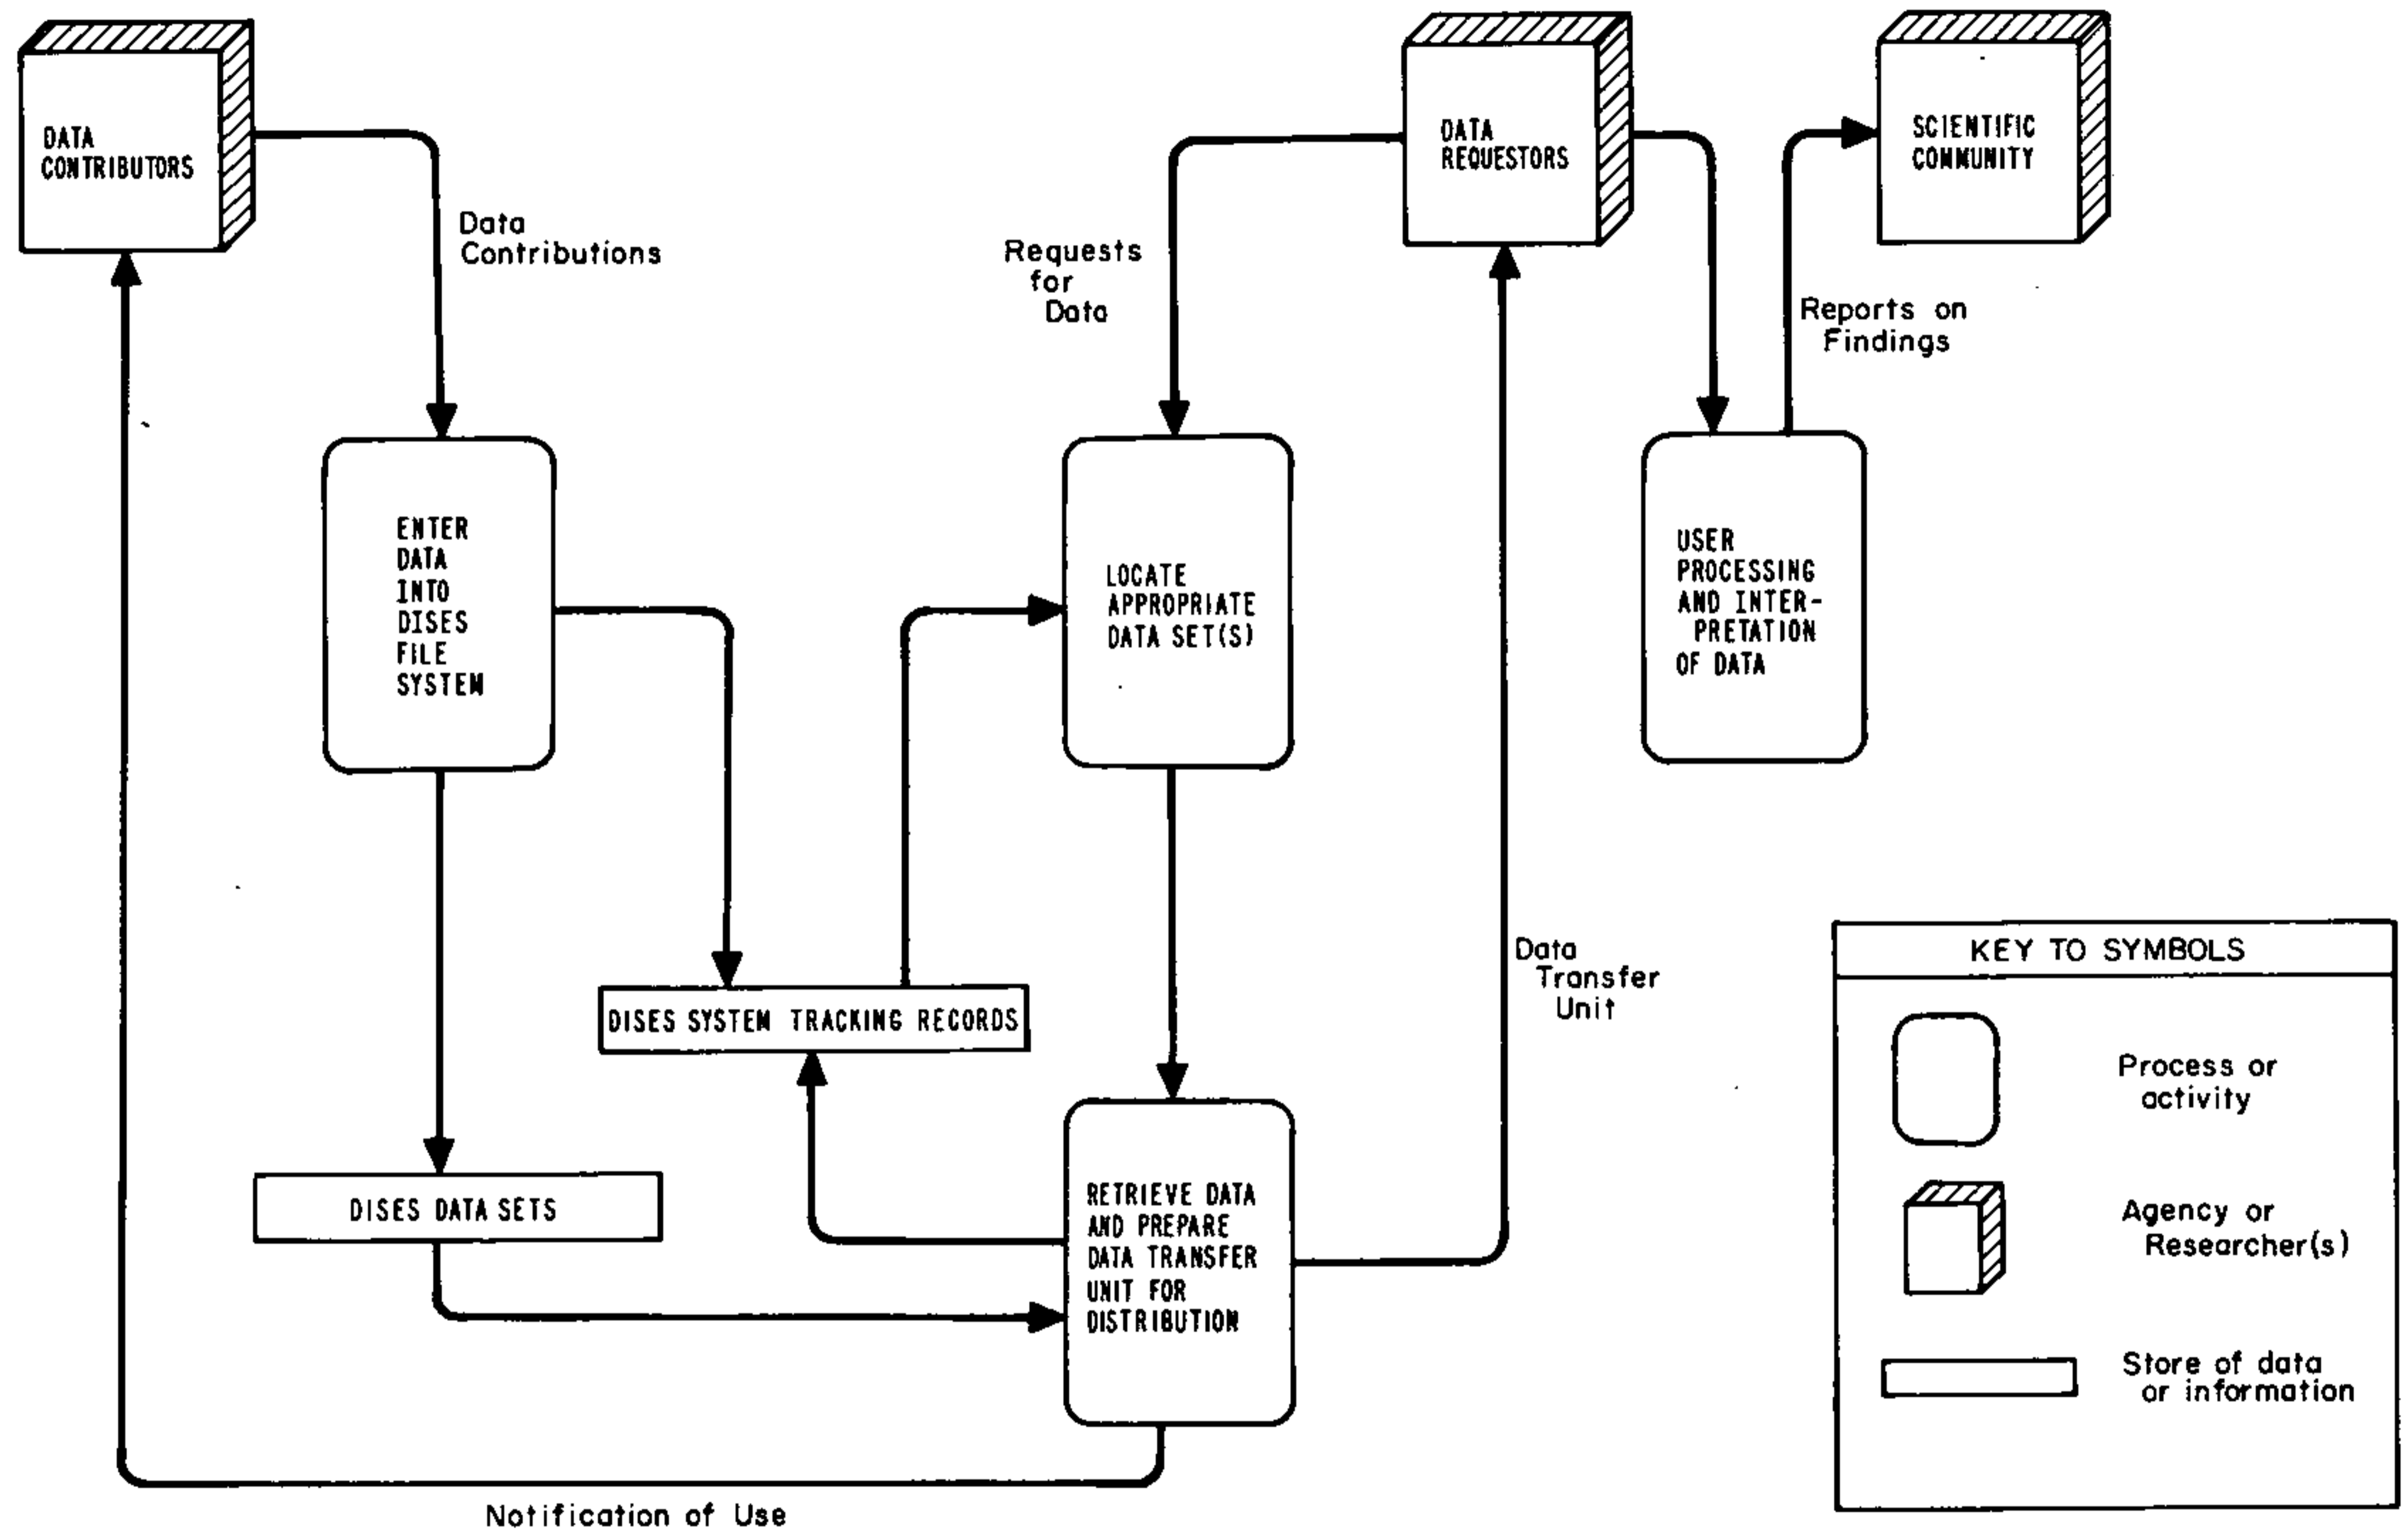 DATA
CONTRIBUTORS
Data
Contributions
Requests
for
Data
DATA
REQUESTORS
SCIENTIFIC
COMMUNITY
Reports on
Findings
ENTER
DATA
INTO
DISES
FILE
SYSTEM
LOCATE
APPROPRIATE
DATA SET(S)
USER
PROCESSING
AND INTER-
PRETATION
OF DATA
DISES SYSTEM TRACKING RECORDS
Data
Transfer
Unit
DISES DATA SETS
RETRIEVE DATA
AND PREPARE
DATA TRANSFER
UNIT FOR
DISTRIBUTION
Notification of Use
KEY TO SYMBOLS
Process or
activity
Agency or
Researcher(s)
Store of data
or information